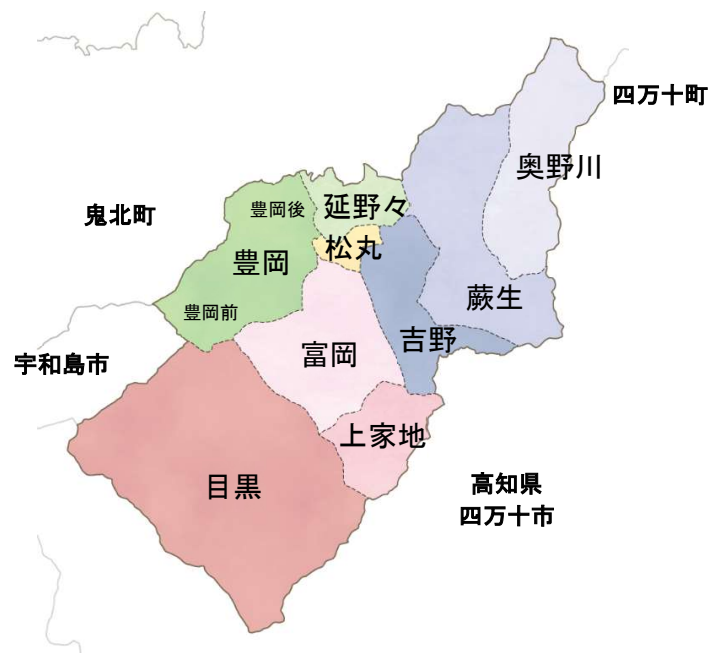 四万十町
奥野川
鬼北町
豊岡後
延野々
松丸
豊岡
蕨生
豊岡前
吉野
富岡
宇和島市
上家地
目黒
高知県
四万十市